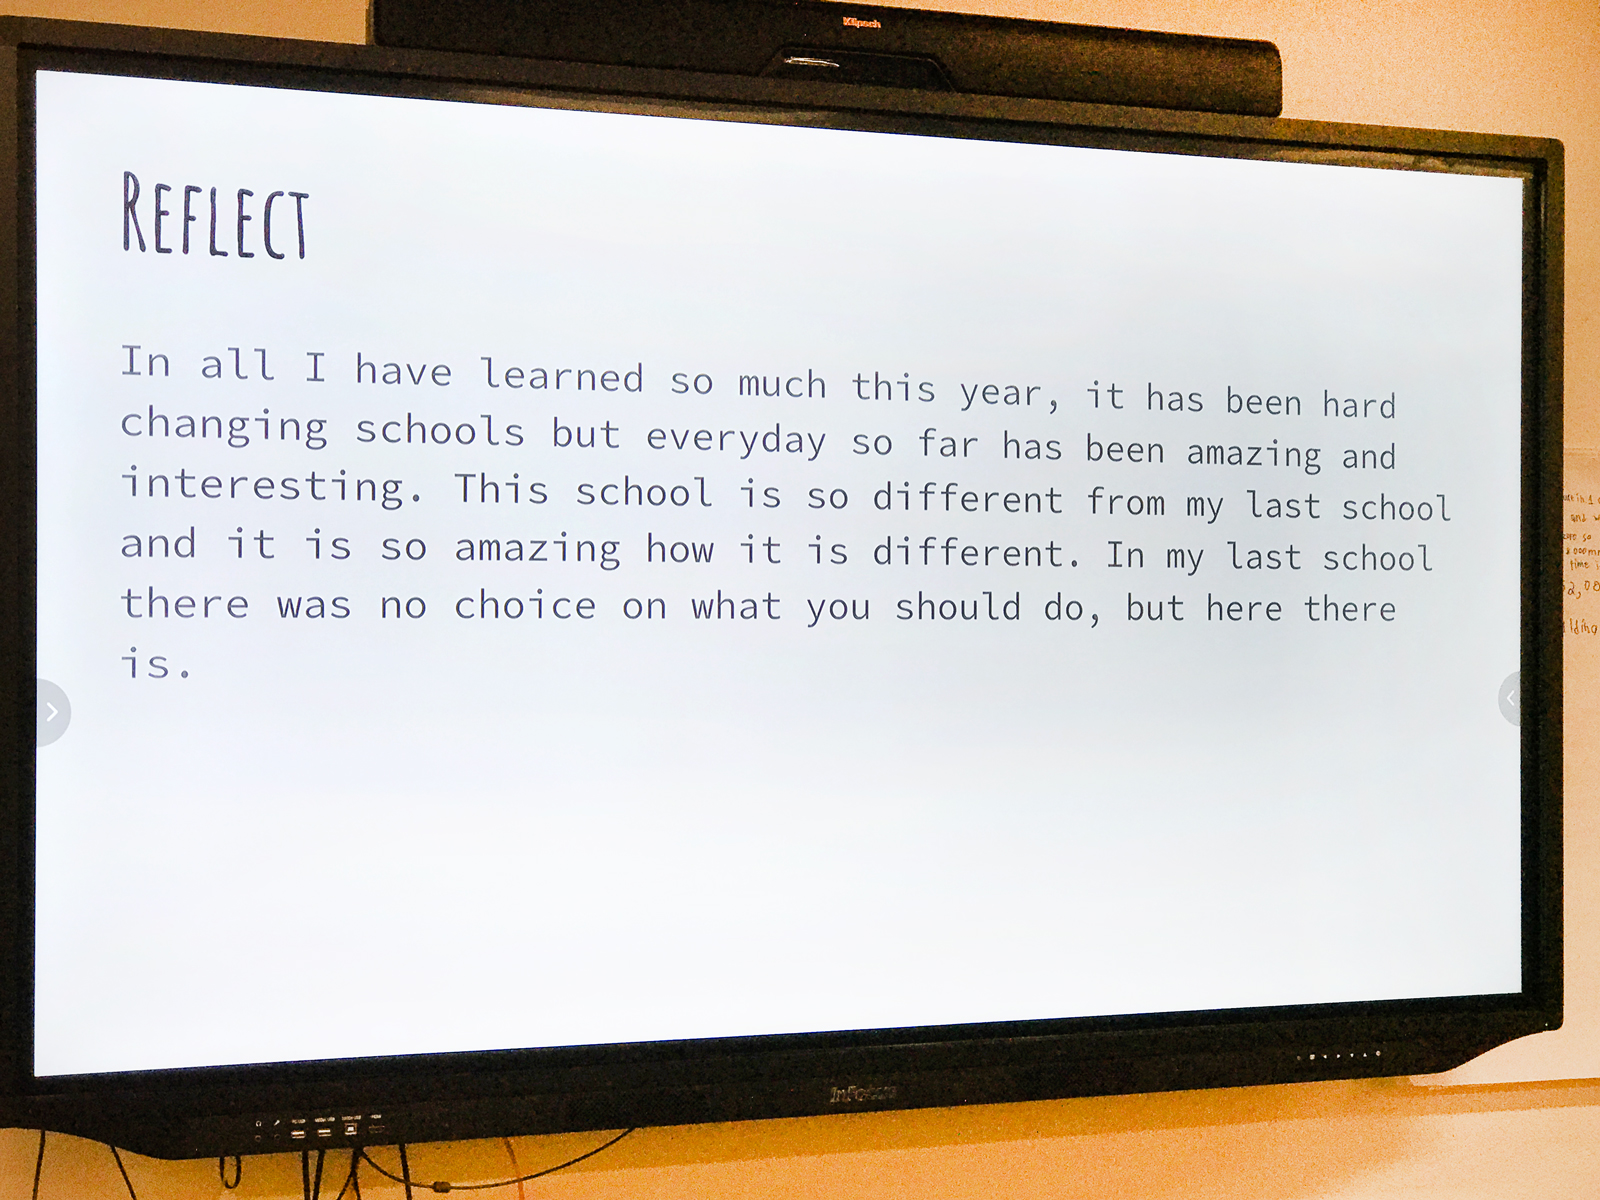 Klipsch
REFLECT
In all I have learned so much this year, it has been hard
changing schools but everyday so far has been amazing and
interesting. This school is so different from my last school
and it is so amazing how it is different. In my last school
there was no choice on what you should do, but here there
is.
and
so
time
InFocus